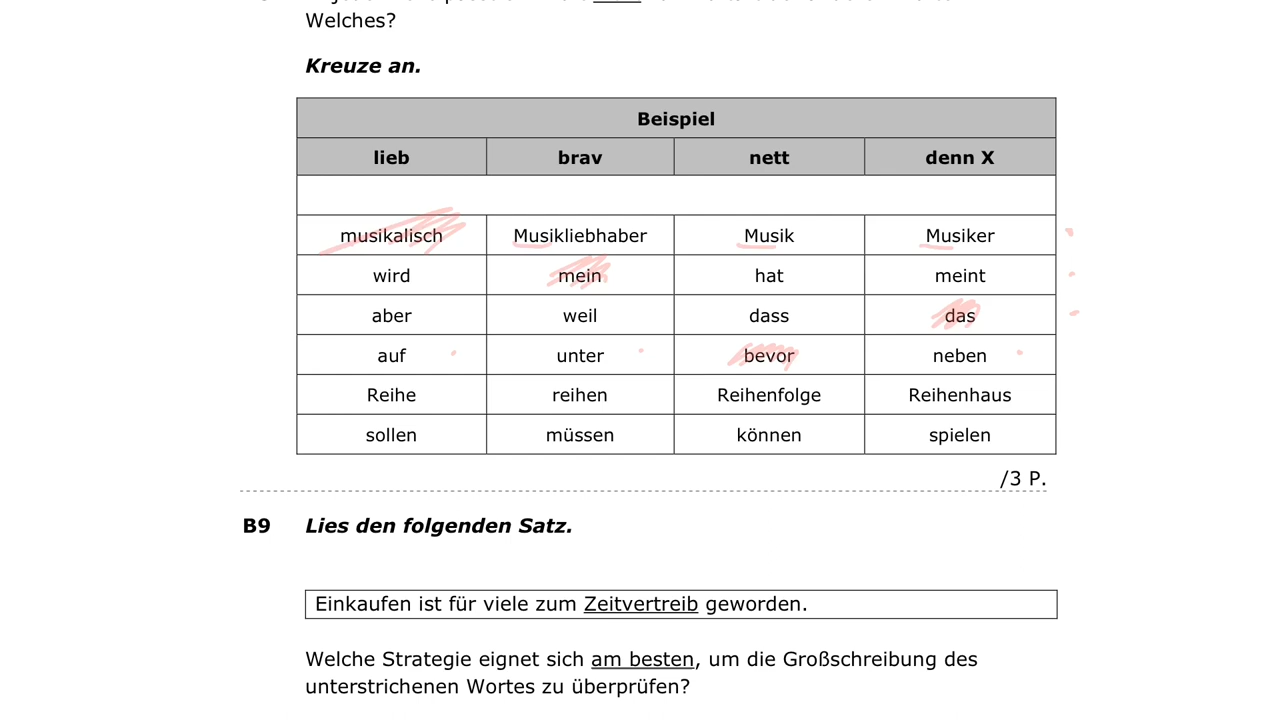 Welches?
Kreuze an.
Beispiel
lieb brav nett denn X
musikalisch Musikliebhaber Musik Musiker
wird mein hat meint
aber weil dass das
auf unter bevor neben
Reihe reihen Reihenfolge Reihenhaus
sollen müssen können spielen
/3 P.
B9 Lies den folgenden Satz.
Einkaufen ist für viele zum Zeitvertreib geworden.
Welche Strategie eignet sich am besten, um die Großschreibung des
unterstrichenen Wortes zu überprüfen?